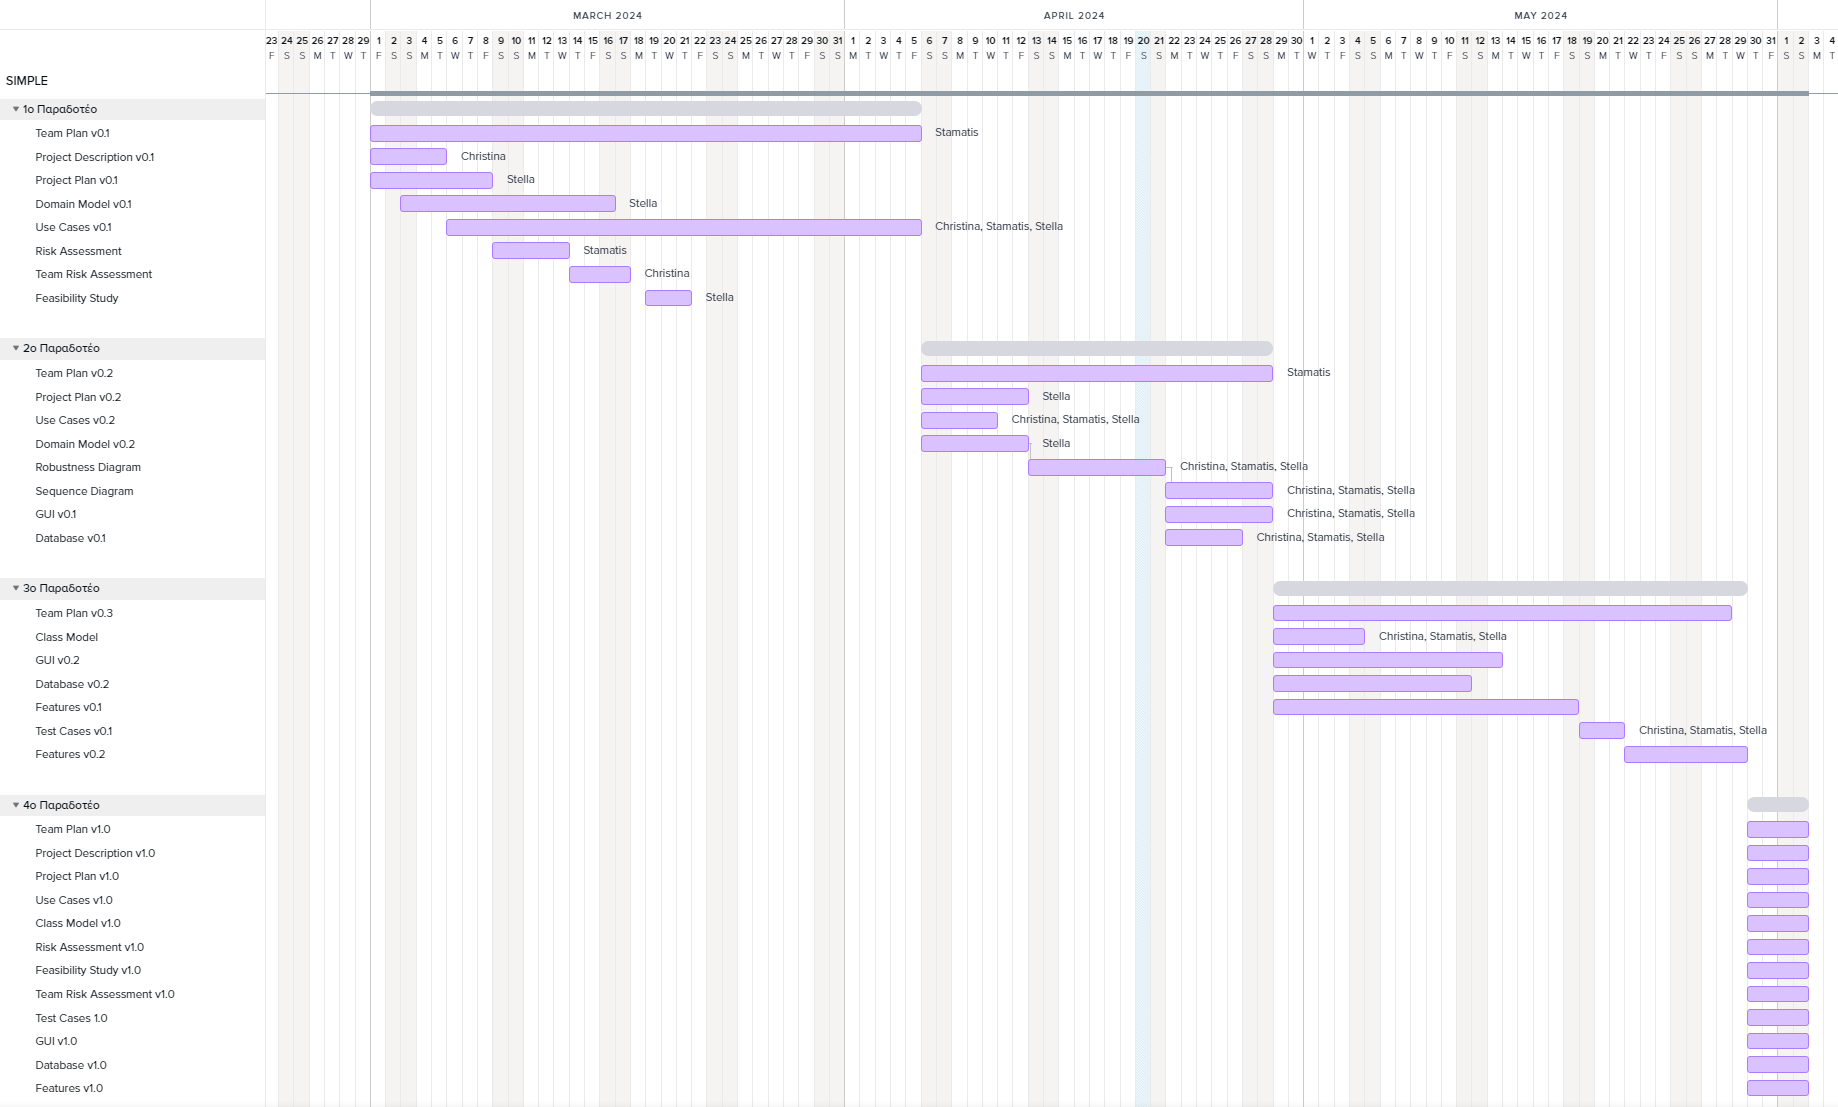 MARCH 2024 APRIL 2024 MAY 2024
23 24 25 26 27 28 29 1 2 3 4 5 6 7 8 9 10 11 12 13 14 15 16 17 18 19 20 21 22 23 24 25 26 27 28 29 30 31 1 2 3 4 5 6 7 8 9 10 11 12 13 14 15 16 17 18 19 20 21 22 23 24 25 26 27 28 29 30 1 2 3 4 5 6 7 8 9 10 11 12 13 14 15 16 17 18 19 20 21 22 23 24 25 26 27 28 29 30 31 1 2 3 4
F S S M T W T F S S M T W T F S S M T W T F S S M T W T F S S M T W T F S S M T W T F S S M T W T F S S M T W T F S S M T W T F S S M T W T F S S M T W T F S S M T W T F S S M T W T F S S M T W T F S S M T
SIMPLE
1ο Παραδοτέο
Team Plan v0.1 Stamatis
Project Description v0.1 Christina
Project Plan v0.1 Stella
Domain Model v0.1 Stella
Use Cases v0.1 Christina, Stamatis, Stella
Risk Assessment Stamatis
Team Risk Assessment Christina
Feasibility Study Stella
2ο Παραδοτέο
Team Plan v0.2 Stamatis
Project Plan v0.2 Stella
Use Cases v0.2 Christina, Stamatis, Stella
Domain Model v0.2 Stella
Robustness Diagram Christina, Stamatis, Stella
Sequence Diagram Christina, Stamatis, Stella
GUI v0.1 Christina, Stamatis, Stella
Database v0.1 Christina, Stamatis, Stella
3ο Παραδοτέο
Team Plan v0.3
Class Model Christina, Stamatis, Stella
GUI v0.2
Database v0.2
Features v0.1
Test Cases v0.1 Christina, Stamatis, Stella
Features v0.2
4ο Παραδοτέο
Team Plan v1.0
Project Description v1.0
Project Plan v1.0
Use Cases v1.0
Class Model v1.0
Risk Assessment v1.0
Feasibility Study v1.0
Team Risk Assessment v1.0
Test Cases 1.0
GUI v1.0
Database v1.0
Features v1.0